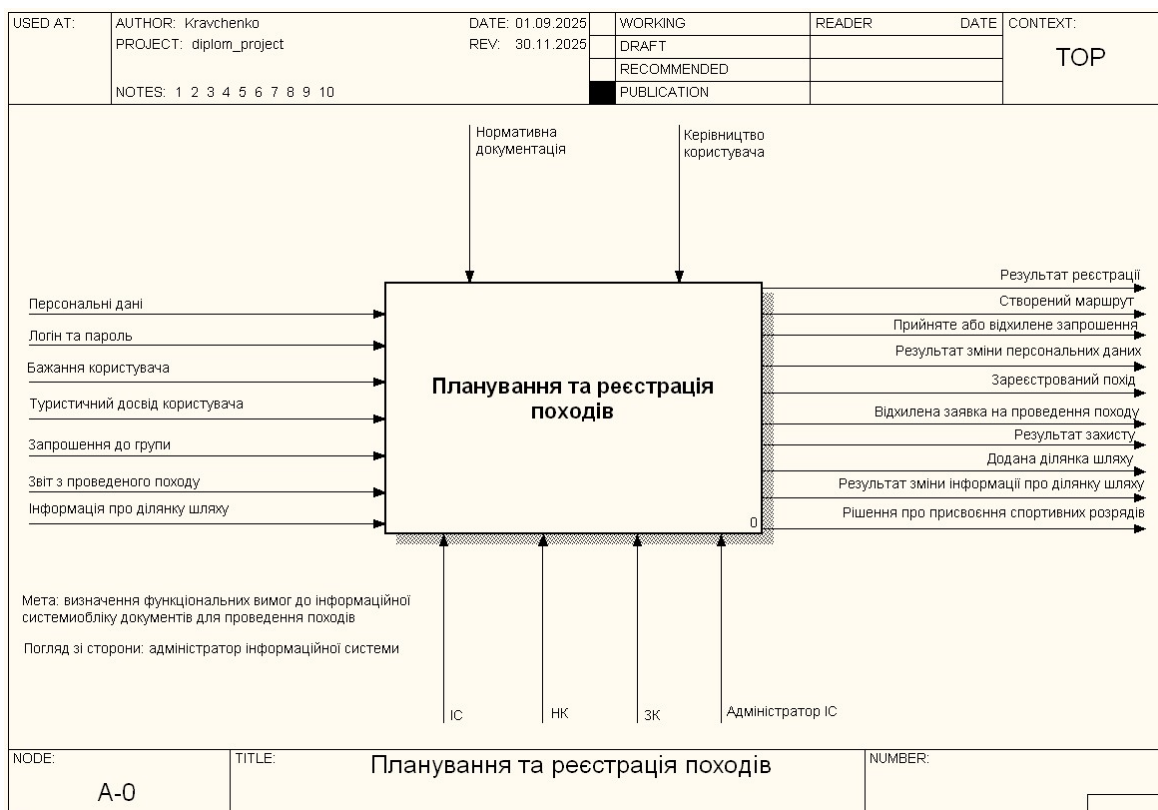 USED AT:
AUTHOR: Kravchenko
DATE: 01.09.2025
PROJECT: diplom_project
REV: 30.11.2025
NOTES: 1 2 3 4 5 6 7 8 9 10
WORKING
DRAFT
RECOMMENDED
PUBLICATION
READER
DATE
CONTEXT:
TOP
Нормативна
документація
Керівництво
користувача
Персональні дані
Логін та пароль
Бажання користувача
Туристичний досвід користувача
Запрошення до групи
Звіт з проведеного походу
Інформація про ділянку шляху
Планування та реєстрація
походів
0
Результат реєстрації
Створений маршрут
Прийняте або відхилене запрошення
Результат зміни персональних даних
Зареєстрований похід
Відхилена заявка на проведення походу
Результат захисту
Додана ділянка шляху
Результат зміни інформації про ділянку шляху
Рішення про присвоєння спортивних розрядів
Мета: визначення функціональних вимог до інформаційної
системиобліку документів для проведення походів
Погляд зі сторони: адміністратор інформаційної системи
ІС
НК
ЗК
Адміністратор ІС
NODE:
A-0
TITLE:
Планування та реєстрація походів
NUMBER: